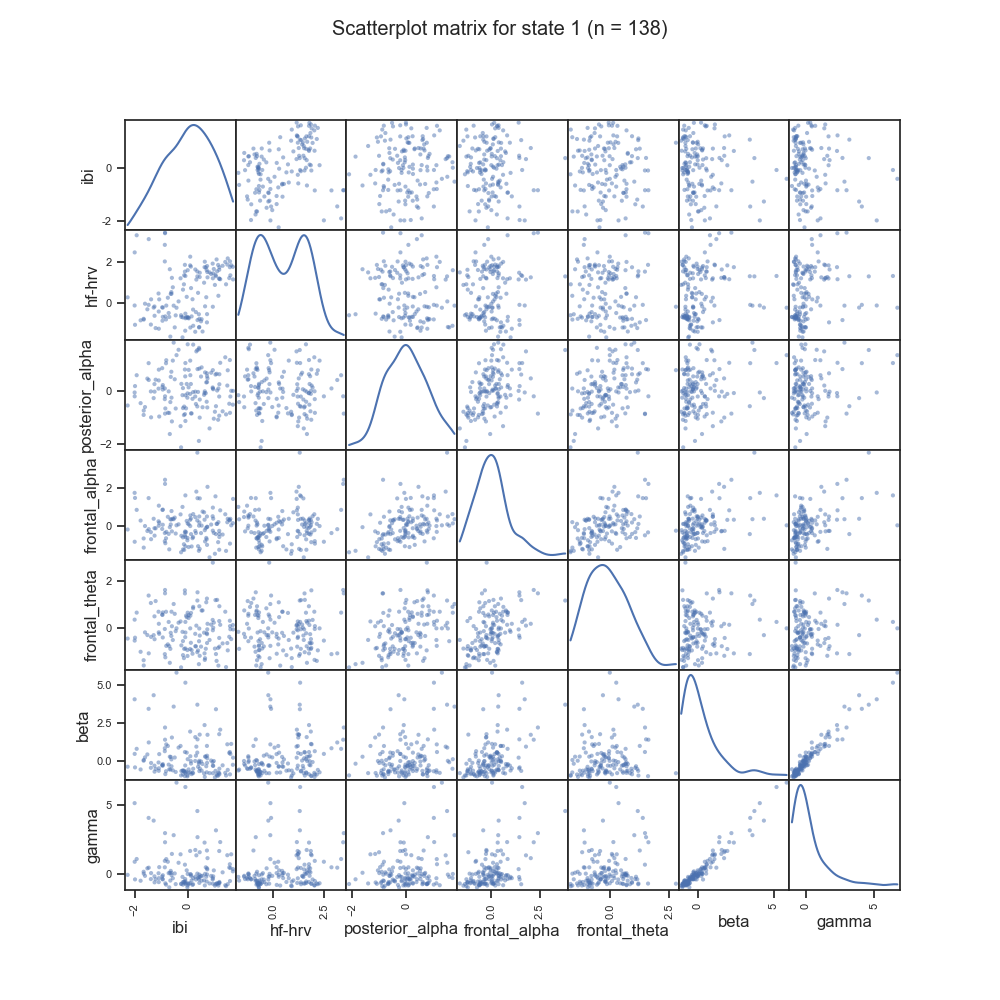 Scatterplot matrix for state 1 (n = 138)
ibi
0
-2
hf-hrv
2
0
posterior_alpha
0
−2
frontal_alpha
2
0
frontal_theta
2
0
beta
5.0
2.5
0.0
gamma
5
0
−2 0 0.0 2.5 −2 0 0.0 2.5 0.0 2.5 0 5 0 5
ibi hf-hrv posterior_alpha frontal_alpha frontal_theta beta gamma